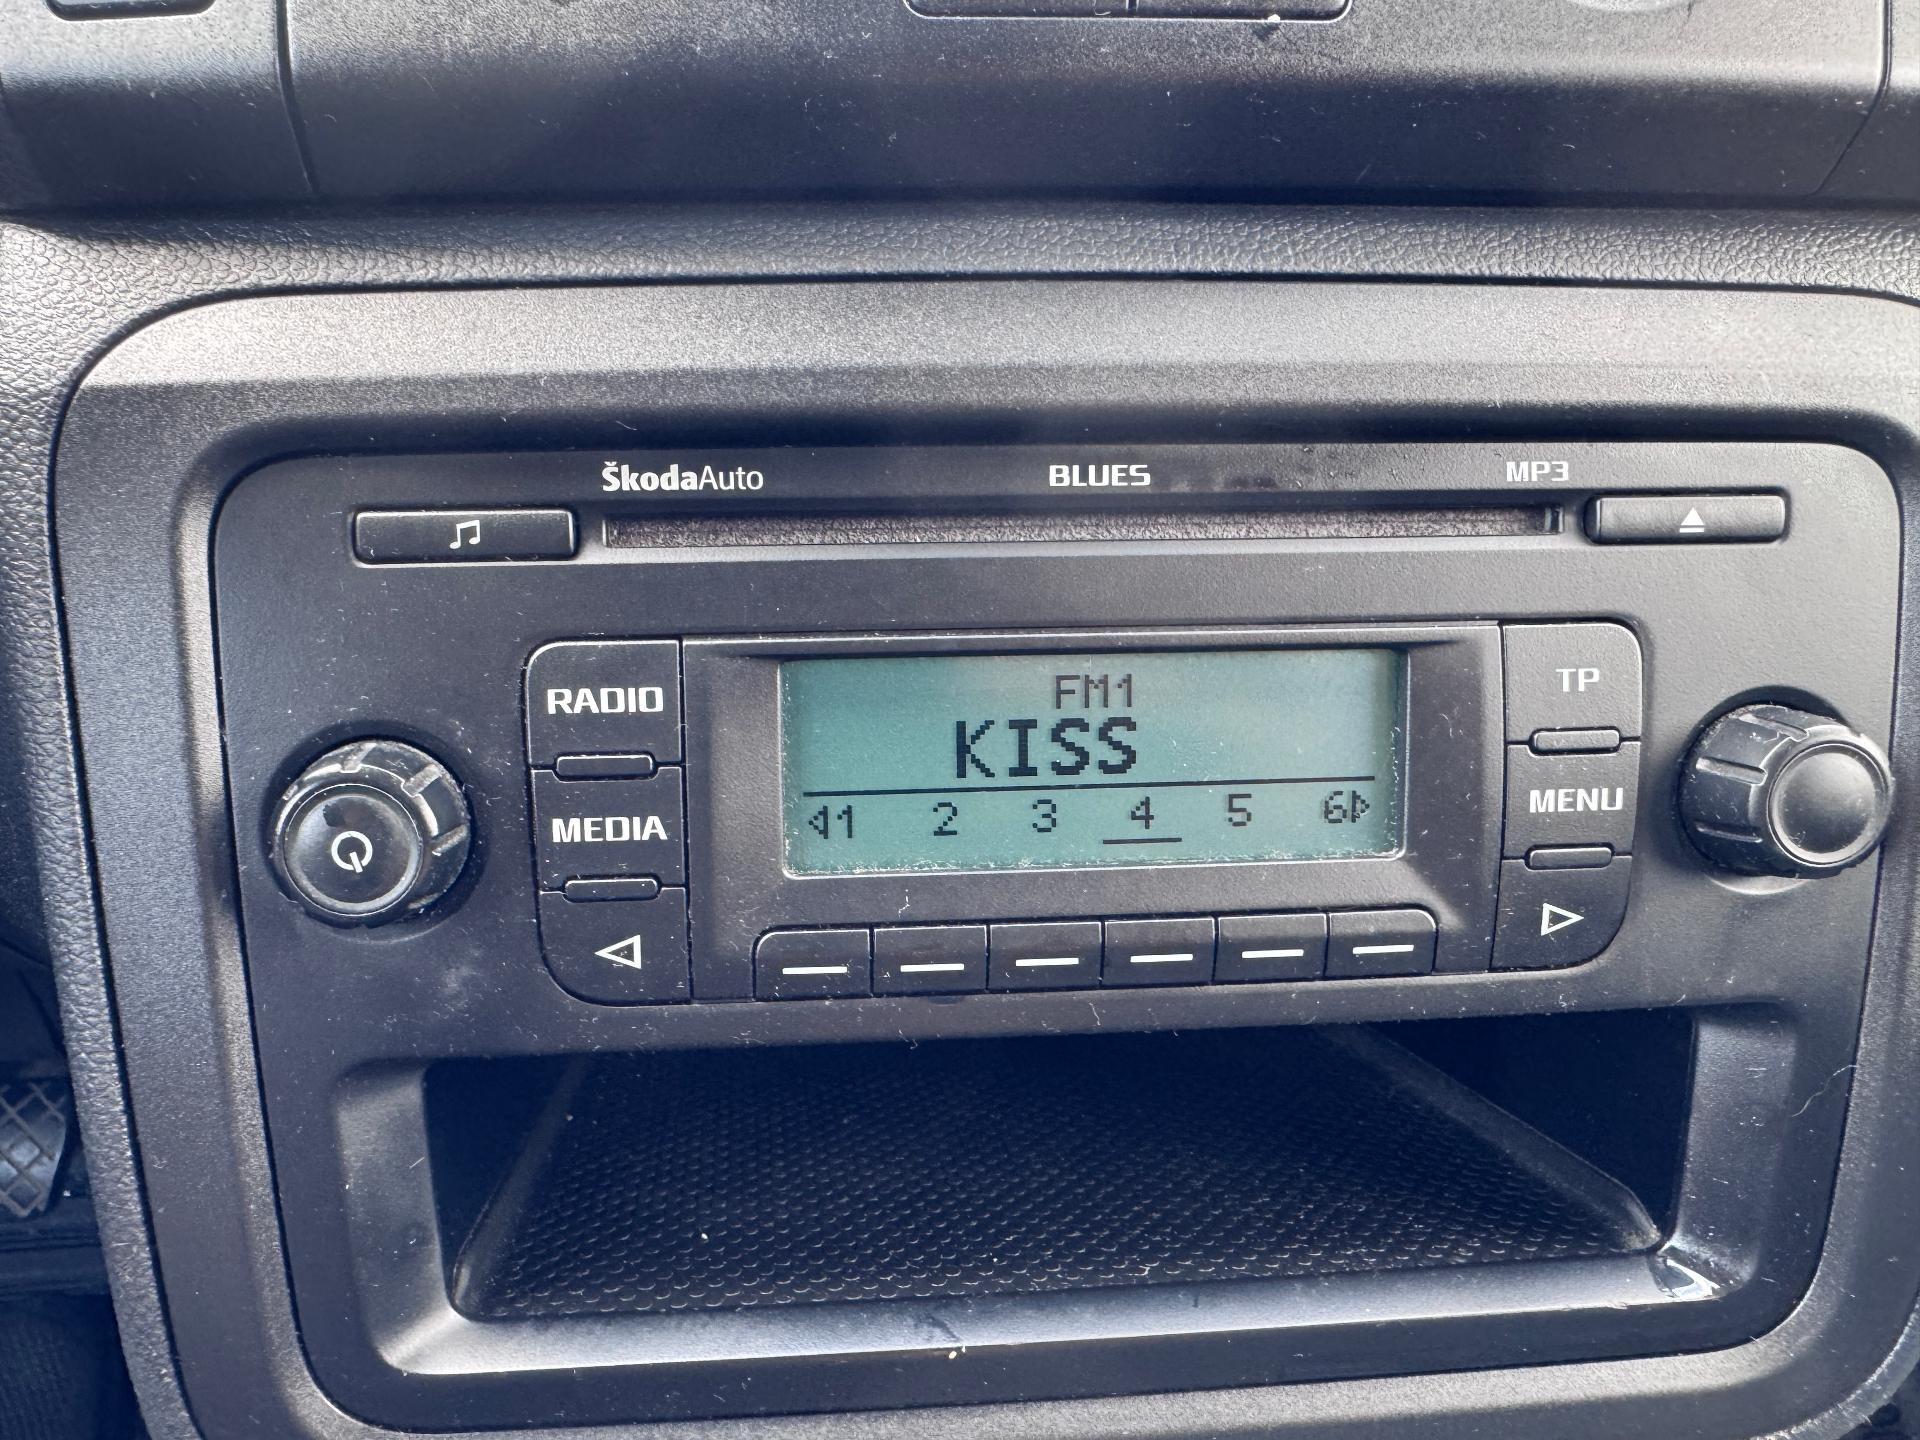 ŠkodaAuto
BLUES
MP3
RADIO
MEDIA
FM1
KISS
1 2 3 4 5 6
TP
MENU